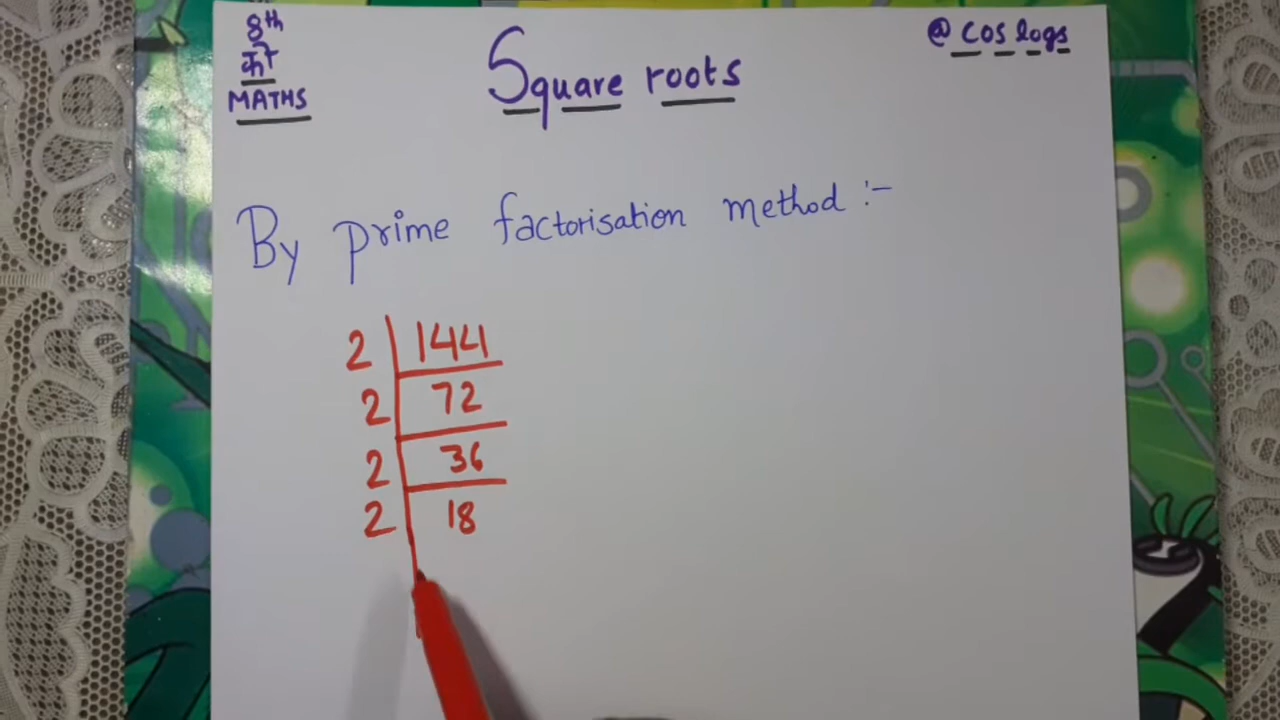 8th
की
MATHS
Square roots
@cos logs
By prime factorisation method :-
2 | 144
2 | 72
2 | 36
2 | 18